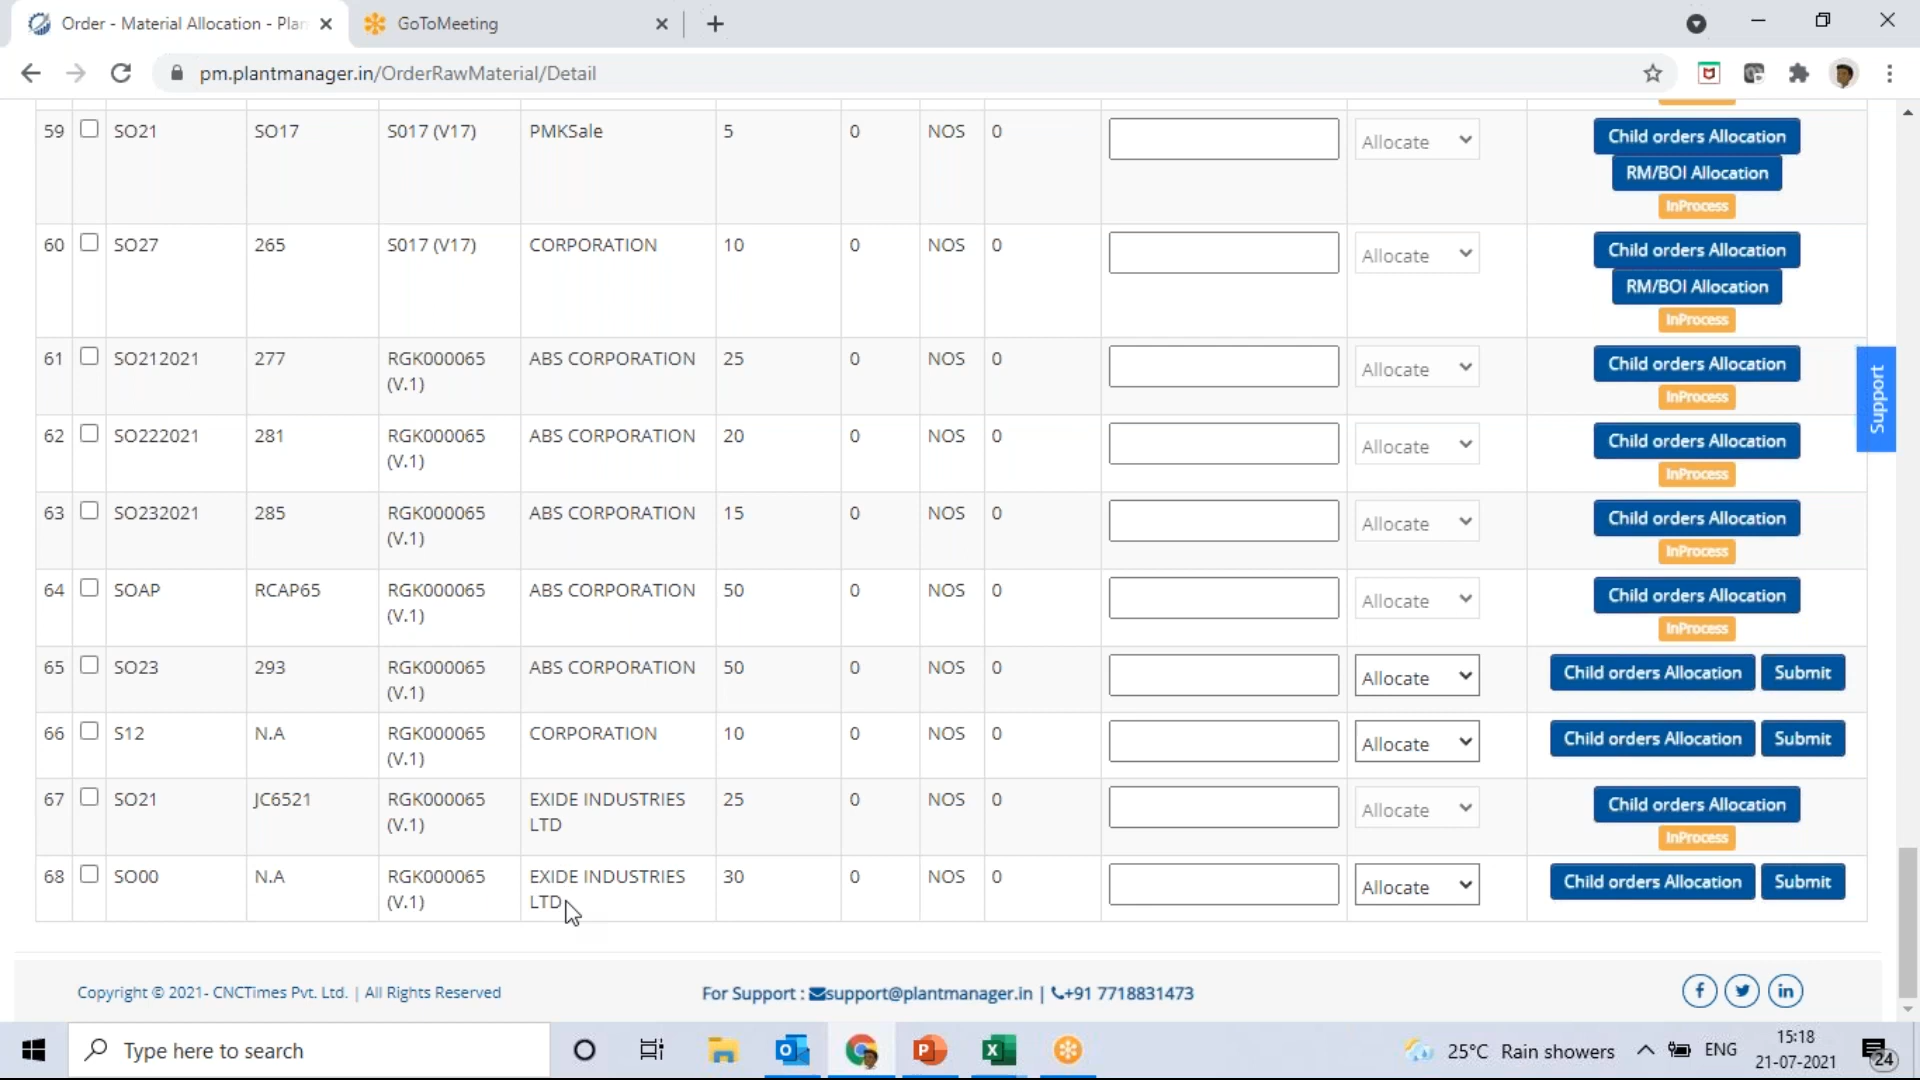 Order - Material Allocation - Plan
GoToMeeting
pm.plantmanager.in/OrderRawMaterial/Detail
59 SO21 SO17 S017 (V17) PMKSale 5 0 NOS 0 Allocate Child orders Allocation
RM/BOI Allocation
InProcess
60 SO27 265 S017 (V17) CORPORATION 10 0 NOS 0 Allocate Child orders Allocation
RM/BOI Allocation
InProcess
61 SO212021 277 RGK000065 ABS CORPORATION 25 0 NOS 0 Allocate Child orders Allocation
(V.1) InProcess
62 SO222021 281 RGK000065 ABS CORPORATION 20 0 NOS 0 Allocate Child orders Allocation
(V.1) InProcess
63 SO232021 285 RGK000065 ABS CORPORATION 15 0 NOS 0 Allocate Child orders Allocation
(V.1) InProcess
64 SOAP RCAP65 RGK000065 ABS CORPORATION 50 0 NOS 0 Allocate Child orders Allocation
(V.1) InProcess
65 SO23 293 RGK000065 ABS CORPORATION 50 0 NOS 0 Allocate Child orders Allocation Submit
(V.1)
66 S12 N.A RGK000065 CORPORATION 10 0 NOS 0 Allocate Child orders Allocation Submit
(V.1)
67 SO21 JC6521 RGK000065 EXIDE INDUSTRIES 25 0 NOS 0 Allocate Child orders Allocation
(V.1) LTD InProcess
68 SO00 N.A RGK000065 EXIDE INDUSTRIES 30 0 NOS 0 Allocate Child orders Allocation Submit
(V.1) LTD
Support
Copyright © 2021- CNCTimes Pvt. Ltd. | All Rights Reserved
For Support : support@plantmanager.in | +91 7718831473
Type here to search
25°C Rain showers
ENG
15:18
21-07-2021
24